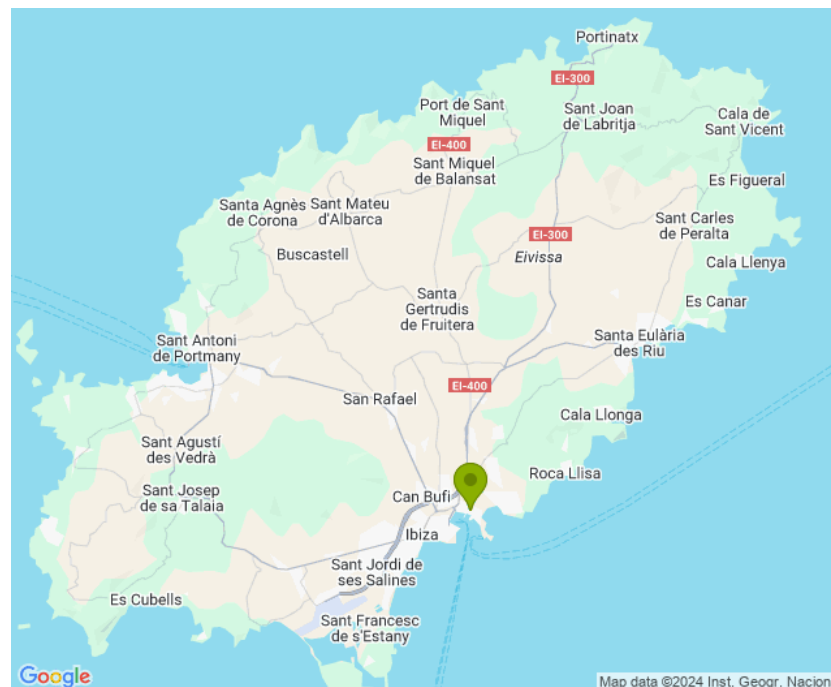 Portinatx
EI-300
Port de Sant
Miquel
Sant Joan
de Labritja
Cala de
Sant Vicent
EI-400
Sant Miquel
de Balansat
Es Figueral
Santa Agnès
de Corona
Sant Mateu
d'Albarca
Sant Carles
de Peralta
EI-300
Buscastell
Eivissa
Cala Llenya
Santa
Gertrudis
de Fruitera
Es Canar
Sant Antoni
de Portmany
Santa Eulària
des Riu
EI-400
San Rafael
Cala Llonga
Sant Agustí
des Vedrà
Roca Llisa
Sant Josep
de sa Talaia
Can Bufi
Ibiza
Sant Jordi de
ses Salines
Es Cubells
Sant Francesc
de s'Estany
Google
Map data ©2024 Inst. Geogr. Nacion